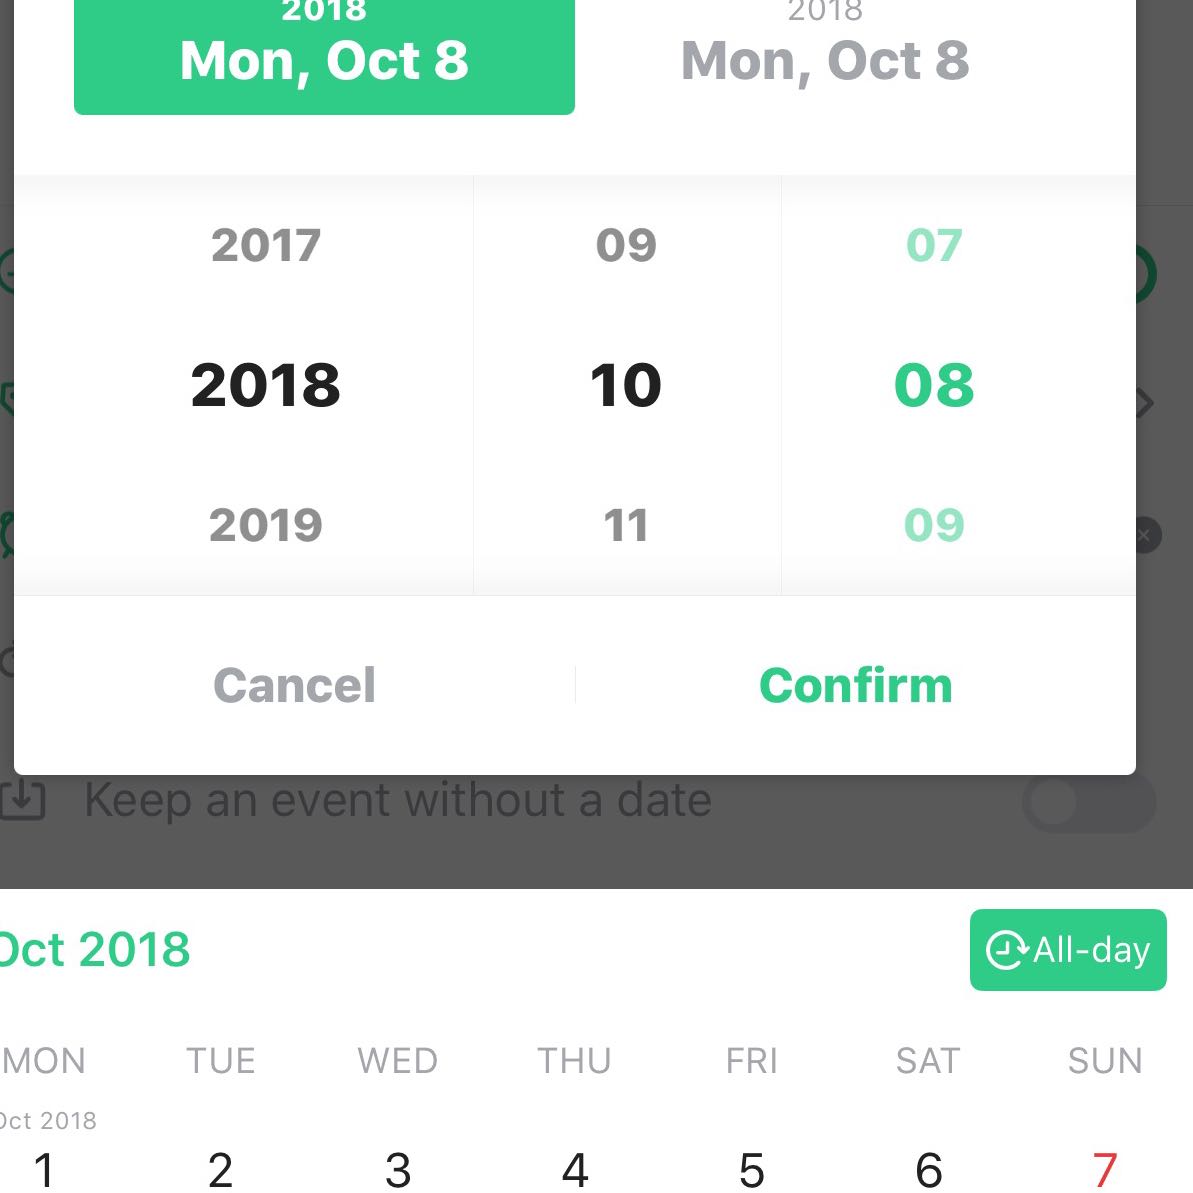 2018 2018
Mon, Oct 8 Mon, Oct 8
2017 09 07
2018 10 08
2019 11 09
Cancel Confirm
Keep an event without a date
Oct 2018 All-day
MON TUE WED THU FRI SAT SUN
Oct 2018
1 2 3 4 5 6 7